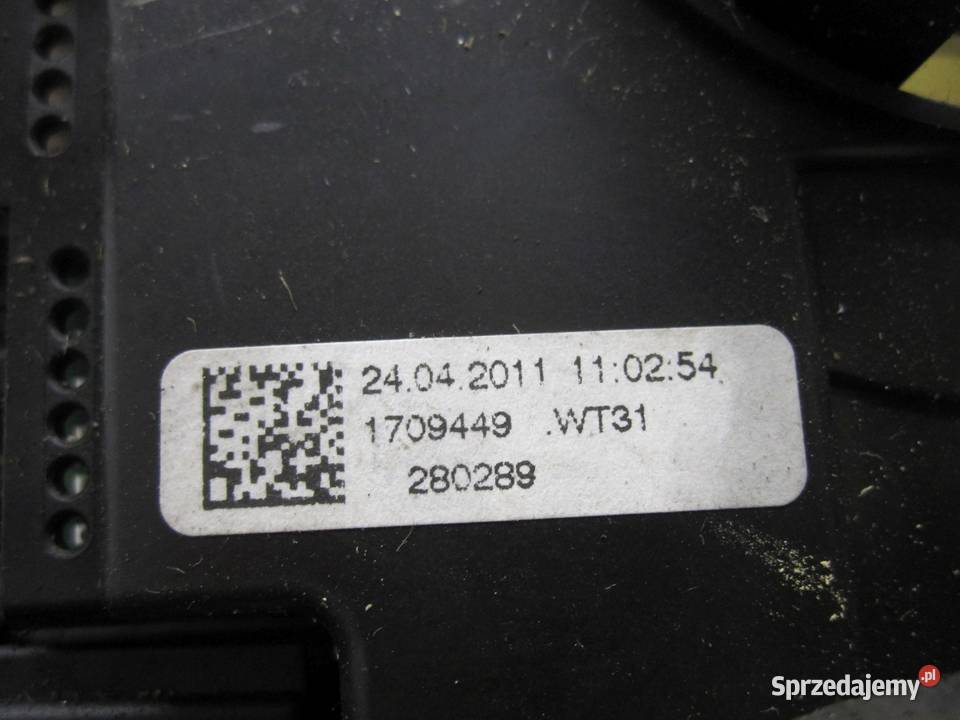 24.04.2011 11:02:54
1709449 .WT31
280289
Sprzedajemy.pl